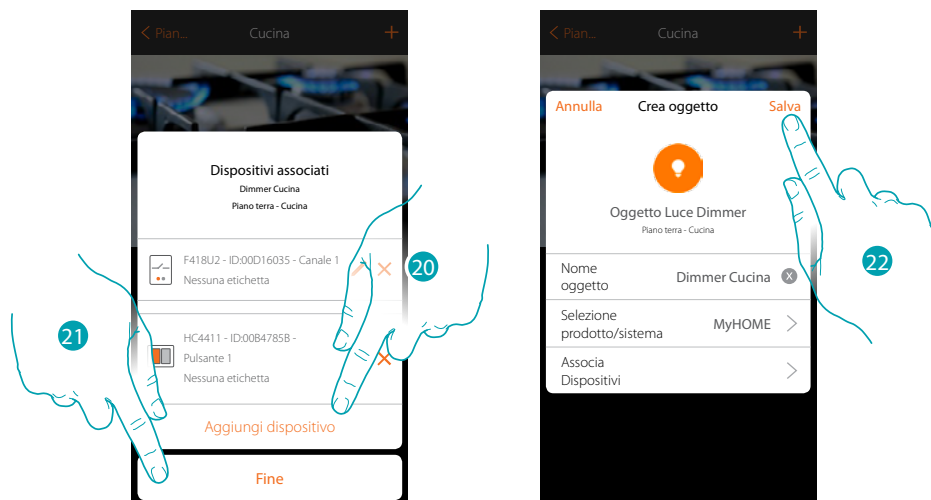 < Pian... Cucina +
Dispositivi associati
Dimmer Cucina
Piano terra - Cucina
F418U2 - ID:00D16035 - Canale 1
Nessuna etichetta
20
21
HC4411 - ID:00B4785B -
Pulsante 1
Nessuna etichetta
Aggiungi dispositivo
Fine
< Pian... Cucina +
Annulla Crea oggetto Salva
Oggetto Luce Dimmer
Piano terra - Cucina
22
Nome
oggetto
Dimmer Cucina
Selezione
prodotto/sistema
MyHOME >
Associa
Dispositivi
>